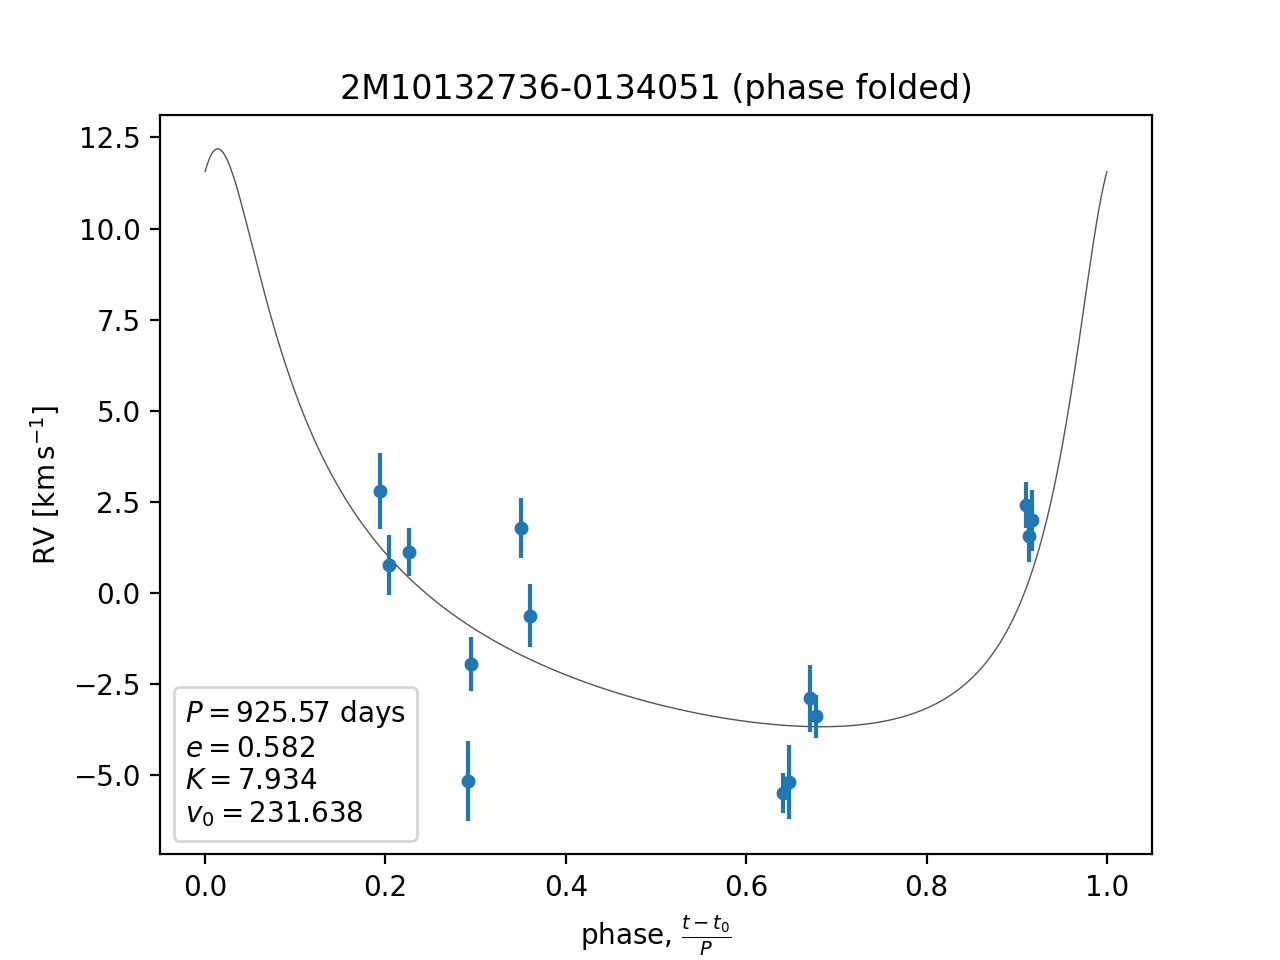 2M10132736-0134051 (phase folded)
12.5
10.0
7.5
5.0
2.5
0.0
−2.5
−5.0
RV [km s⁻¹]
P = 925.57 days
e = 0.582
K = 7.934
v₀ = 231.638
0.0 0.2 0.4 0.6 0.8 1.0
phase, (t − t₀)/P